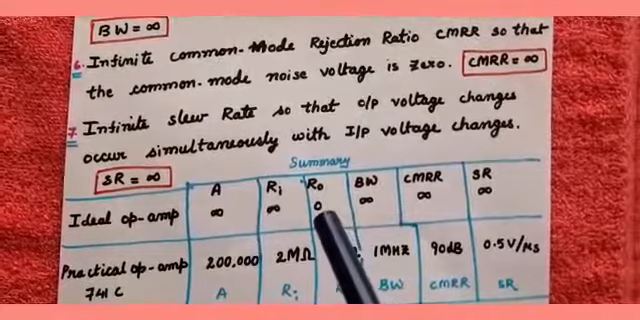 BW = ∞
6. Infinite common-Mode Rejection Ratio CMRR so that
the common-mode noise voltage is zero. CMRR = ∞
7. Infinite slew Rate so that o/p voltage changes
occur simultaneously with I/P voltage changes.
SR = ∞
Summary
A Ri Ro BW CMRR SR
Ideal op-amp ∞ ∞ 0 ∞ ∞ ∞
Practical op-amp 200,000 2MΩ 1MHZ 90dB 0.5V/μs
741 C A Ri BW CMRR SR